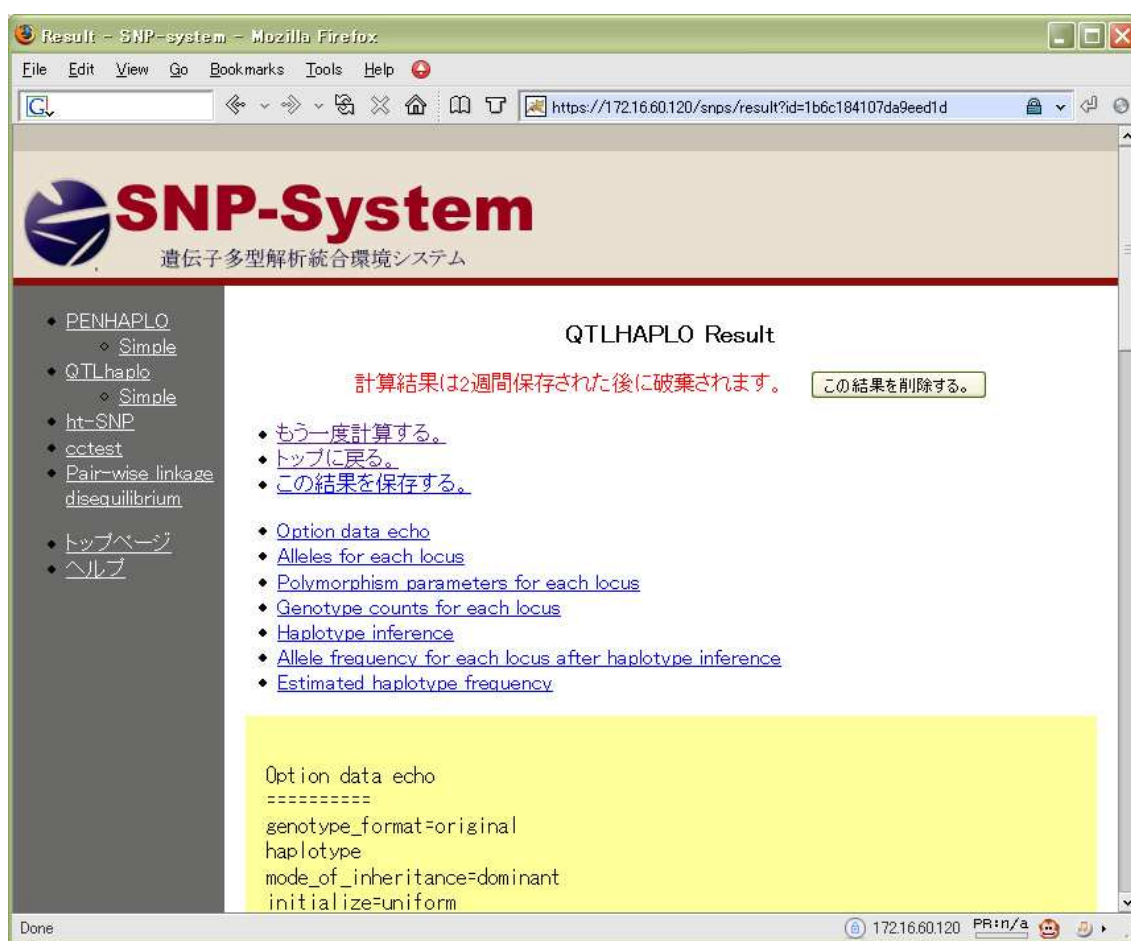 Result - SNP-system - Mozilla Firefox
File Edit View Go Bookmarks Tools Help
G
https://172.16.60.120/snps/result?id=1b6c184107da9eed1d
SNP-System
遺伝子多型解析統合環境システム
PENHAPLO
Simple
QTLhaplo
Simple
ht-SNP
cctest
Pair-wise linkage
disequilibrium
トップページ
ヘルプ
QTLHAPLO Result
計算結果は2週間保存された後に破棄されます。 この結果を削除する。
もう一度計算する。
トップに戻る。
この結果を保存する。
Option data echo
Alleles for each locus
Polymorphism parameters for each locus
Genotype counts for each locus
Haplotype inference
Allele frequency for each locus after haplotype inference
Estimated haplotype frequency
Option data echo
==========
genotype_format=original
haplotype
mode_of_inheritance=dominant
initialize=uniform
Done 172.16.60.120 PR:n/a